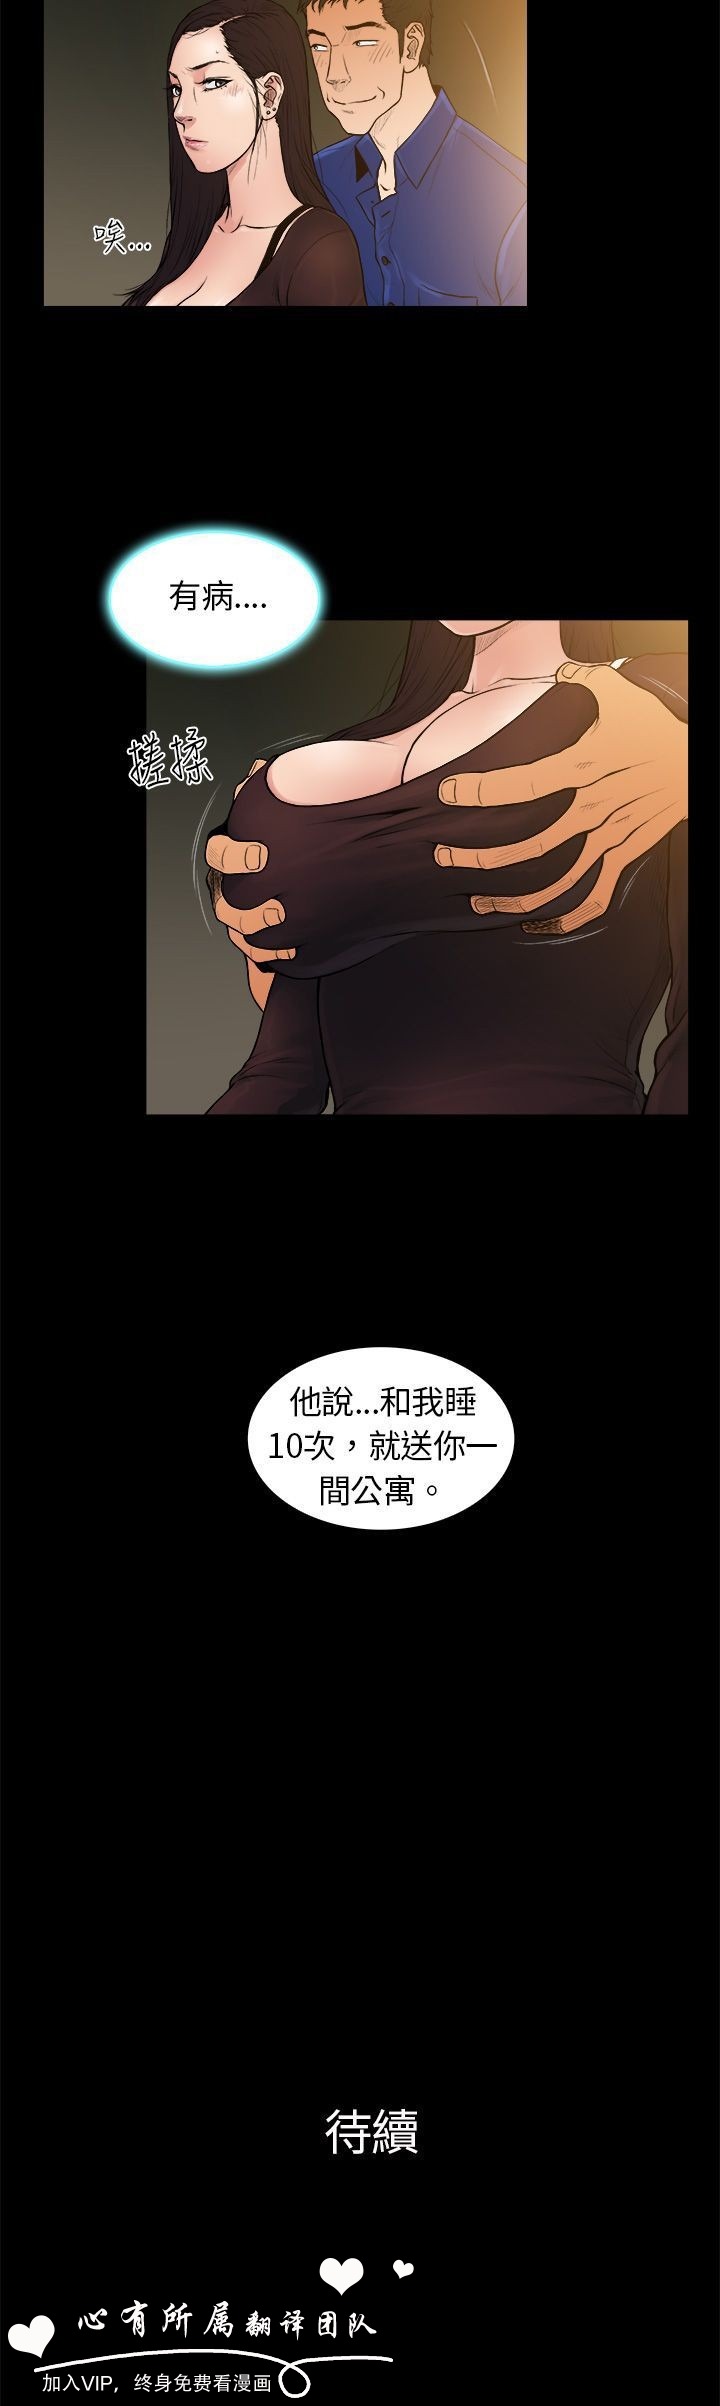 唉...
有病....
搓揉
他說...和我睡
10次，就送你一
間公寓。
待續
心有所属翻译团队
加入VIP，终身免费看漫画